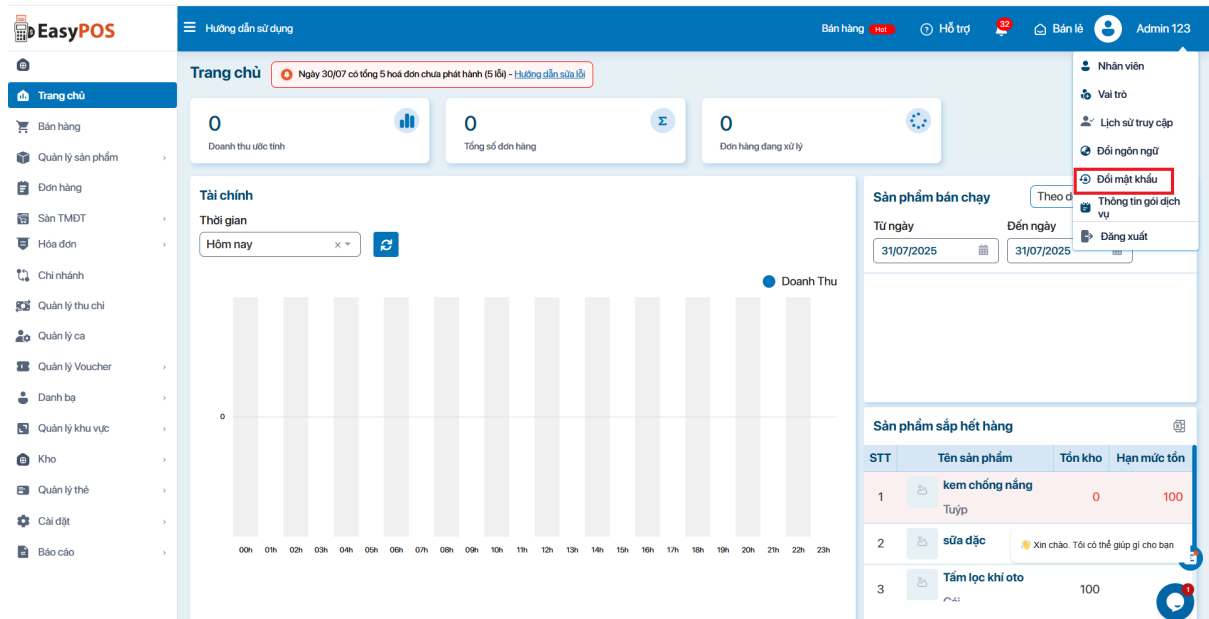 EasyPOS
Hướng dẫn sử dụng
Bán hàng Hot
Hỗ trợ
32
Bán lẻ
Admin 123
Trang chủ
Bán hàng
Quản lý sản phẩm
Đơn hàng
Sàn TMĐT
Hóa đơn
Chi nhánh
Quản lý thu chi
Quản lý ca
Quản lý Voucher
Danh bạ
Quản lý khu vực
Kho
Quản lý thẻ
Cài đặt
Báo cáo
Trang chủ
Ngày 30/07 có tổng 5 hoá đơn chưa phát hành (5 lỗi) - Hướng dẫn sửa lỗi
0
Doanh thu ước tính
0
Tổng số đơn hàng
Σ
0
Đơn hàng đang xử lý
Nhân viên
Vai trò
Lịch sử truy cập
Đổi ngôn ngữ
Đổi mật khẩu
Thông tin gói dịch
vụ
Đăng xuất
Tài chính
Thời gian
Hôm nay
Doanh Thu
0
00h 01h 02h 03h 04h 05h 06h 07h 08h 09h 10h 11h 12h 13h 14h 15h 16h 17h 18h 19h 20h 21h 22h 23h
Sản phẩm bán chạy
Theo
Từ ngày Đến ngày
31/07/2025 31/07/2025
Sản phẩm sắp hết hàng
STT Tên sản phẩm Tồn kho Hạn mức tồn
1 kem chống nắng 0 100
Tuýp
2 sữa đặc
Xin chào. Tôi có thể giúp gì cho bạn
3 Tấm lọc khí oto 100
1